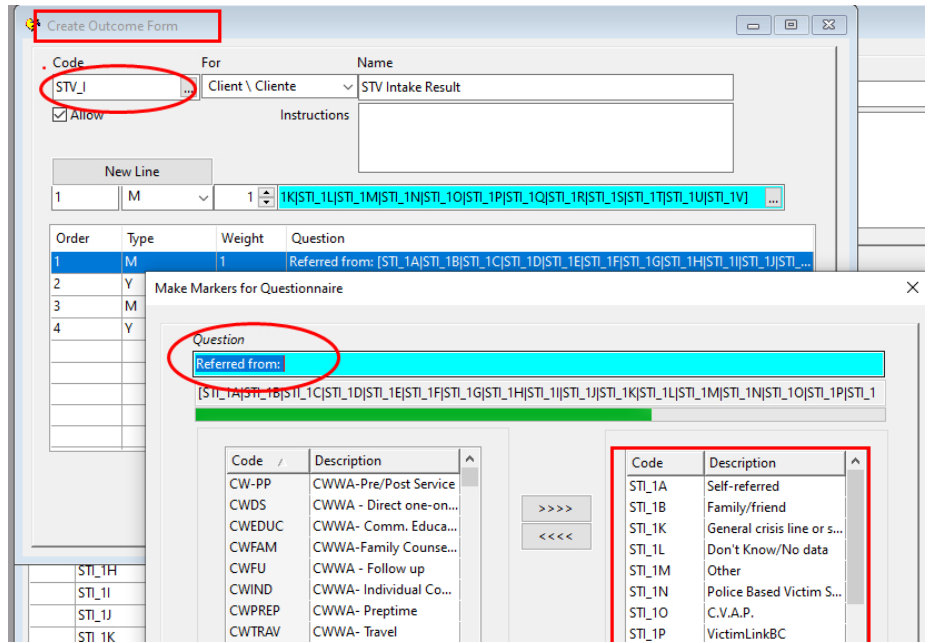 Create Outcome Form
Code For Name
STV_I ... Client \ Cliente STV Intake Result
Allow Instructions
New Line
1 M 1 1K|STI_1L|STI_1M|STI_1N|STI_1O|STI_1P|STI_1Q|STI_1R|STI_1S|STI_1T|STI_1U|STI_1V] ...
Order Type Weight Question
1 M 1 Referred from: [STI_1A|STI_1B|STI_1C|STI_1D|STI_1E|STI_1F|STI_1G|STI_1H|STI_1I|STI_1J|STI_...
2 Y
3 M
4 Y
Make Markers for Questionnaire
Question
Referred from:
[STI_1A|STI_1B|STI_1C|STI_1D|STI_1E|STI_1F|STI_1G|STI_1H|STI_1I|STI_1J|STI_1K|STI_1L|STI_1M|STI_1N|STI_1O|STI_1P|STI_1
Code Description
CW-PP CWWA-Pre/Post Service
CWDS CWWA - Direct one-on...
CWEDUC CWWA- Comm. Educa...
CWFAM CWWA-Family Counse...
CWFU CWWA - Follow up
CWIND CWWA- Individual Co...
CWPREP CWWA- Preptime
CWTRAV CWWA- Travel
>>>>
<<<<
Code Description
STI_1A Self-referred
STI_1B Family/friend
STI_1K General crisis line or s...
STI_1L Don't Know/No data
STI_1M Other
STI_1N Police Based Victim S...
STI_1O C.V.A.P.
STI_1P VictimLinkBC
STI_1H
STI_1I
STI_1J
STI_1K